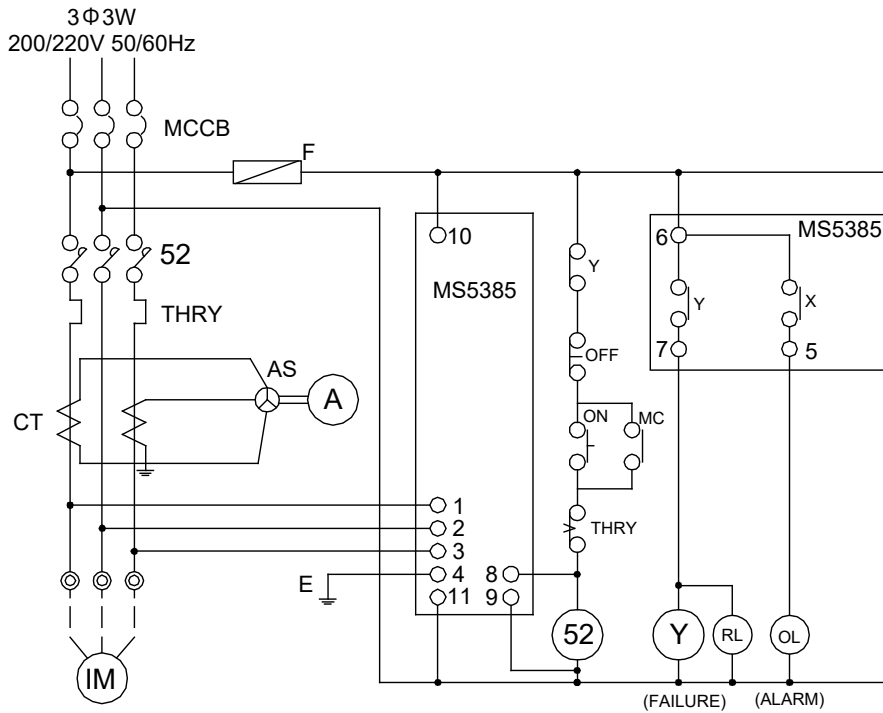 3Φ3W
200/220V 50/60Hz
MCCB
F
52
THRY
AS
A
CT
10
MS5385
Y
OFF
ON
MC
THRY
1
2
3
4
11
8
9
E
52
IM
MS5385
6
Y
X
7
5
Y
RL
OL
(FAILURE)
(ALARM)